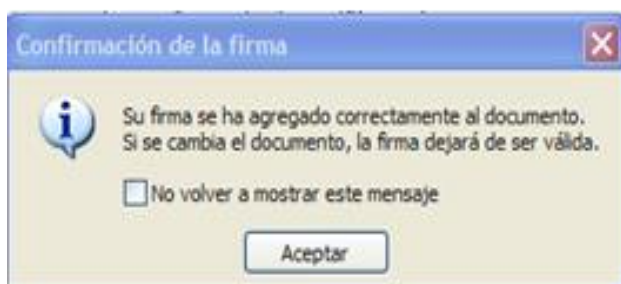 Confirmación de la firma
Su firma se ha agregado correctamente al documento.
Si se cambia el documento, la firma dejará de ser válida.
No volver a mostrar este mensaje
Aceptar